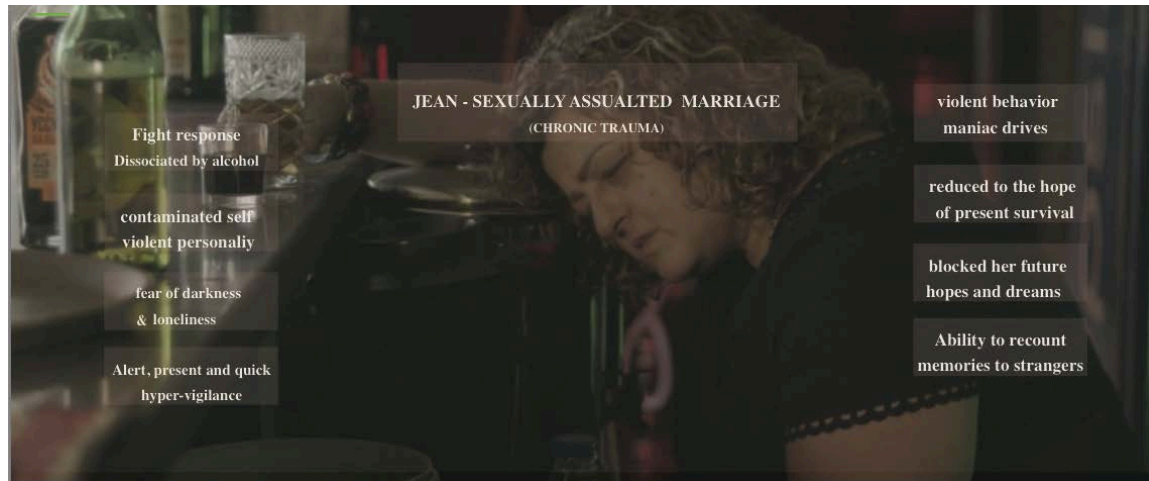 JEAN - SEXUALLY ASSUALTED MARRIAGE
(CHRONIC TRAUMA)
Fight response
Dissociated by alcohol
contaminated self
violent personaliy
fear of darkness
& loneliness
Alert, present and quick
hyper-vigilance
violent behavior
maniac drives
reduced to the hope
of present survival
blocked her future
hopes and dreams
Ability to recount
memories to strangers